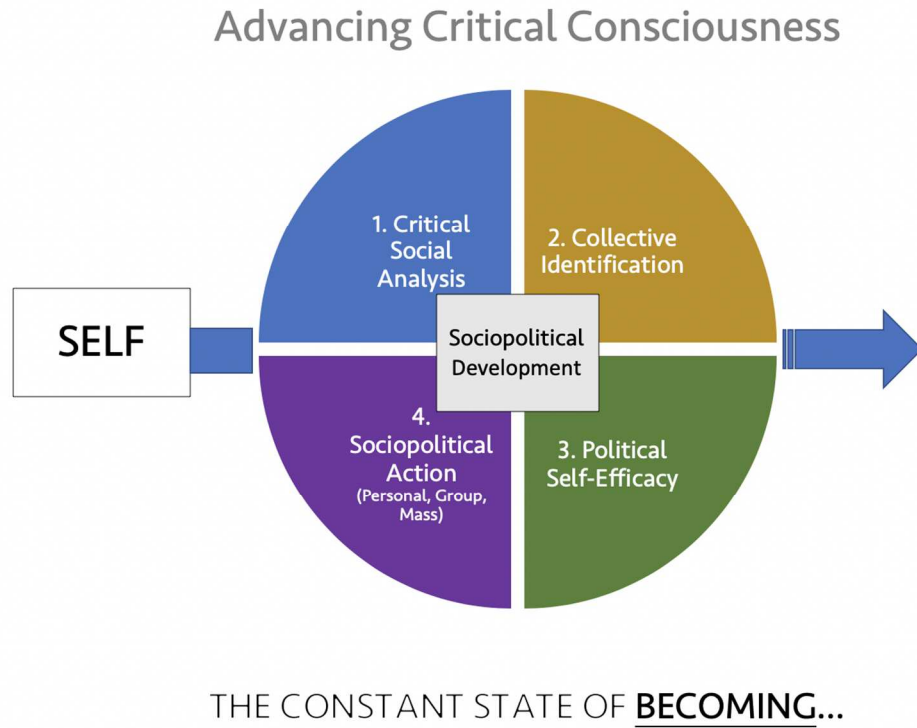 Advancing Critical Consciousness
1. Critical
Social
Analysis
2. Collective
Identification
SELF
Sociopolitical
Development
4.
Sociopolitical
Action
(Personal, Group,
Mass)
3. Political
Self-Efficacy
THE CONSTANT STATE OF BECOMING...